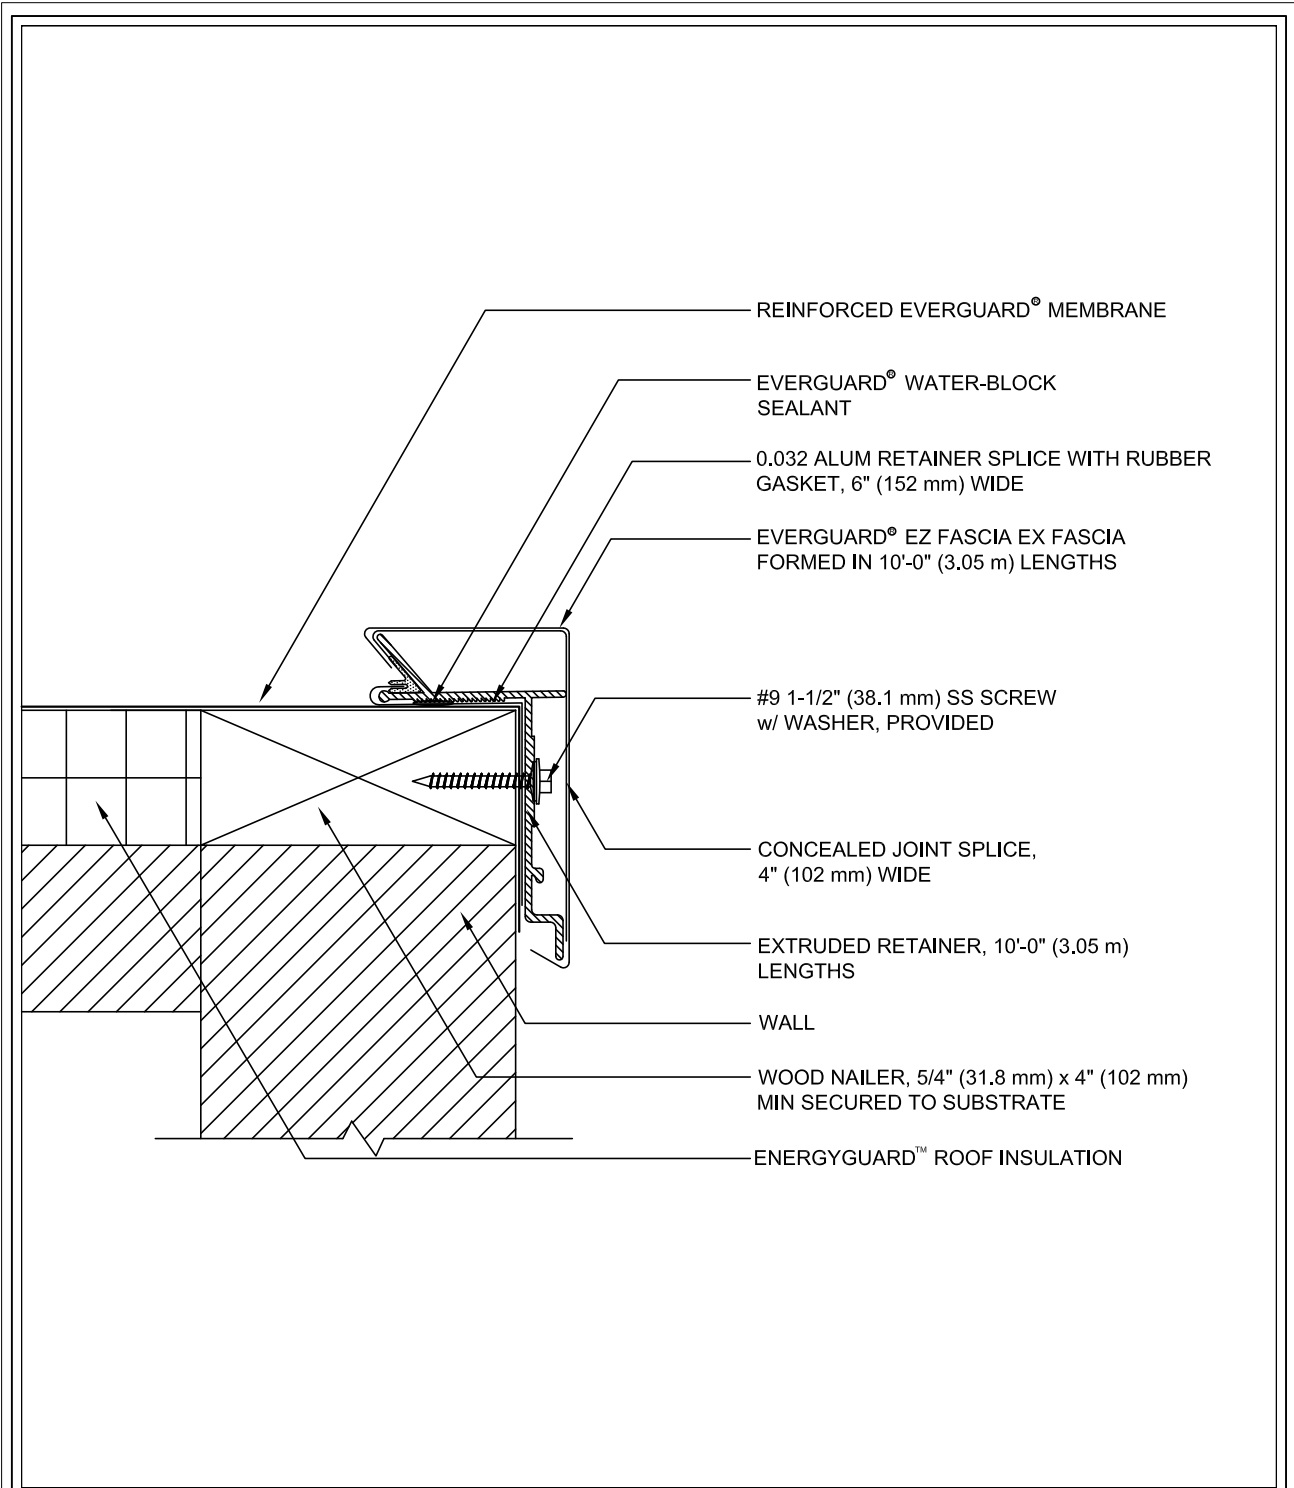 REINFORCED EVERGUARD® MEMBRANE
EVERGUARD® WATER-BLOCK
SEALANT
0.032 ALUM RETAINER SPLICE WITH RUBBER
GASKET, 6" (152 mm) WIDE
EVERGUARD® EZ FASCIA EX FASCIA
FORMED IN 10'-0" (3.05 m) LENGTHS
#9 1-1/2" (38.1 mm) SS SCREW
w/ WASHER, PROVIDED
CONCEALED JOINT SPLICE,
4" (102 mm) WIDE
EXTRUDED RETAINER, 10'-0" (3.05 m)
LENGTHS
WALL
WOOD NAILER, 5/4" (31.8 mm) x 4" (102 mm)
MIN SECURED TO SUBSTRATE
ENERGYGUARD™ ROOF INSULATION